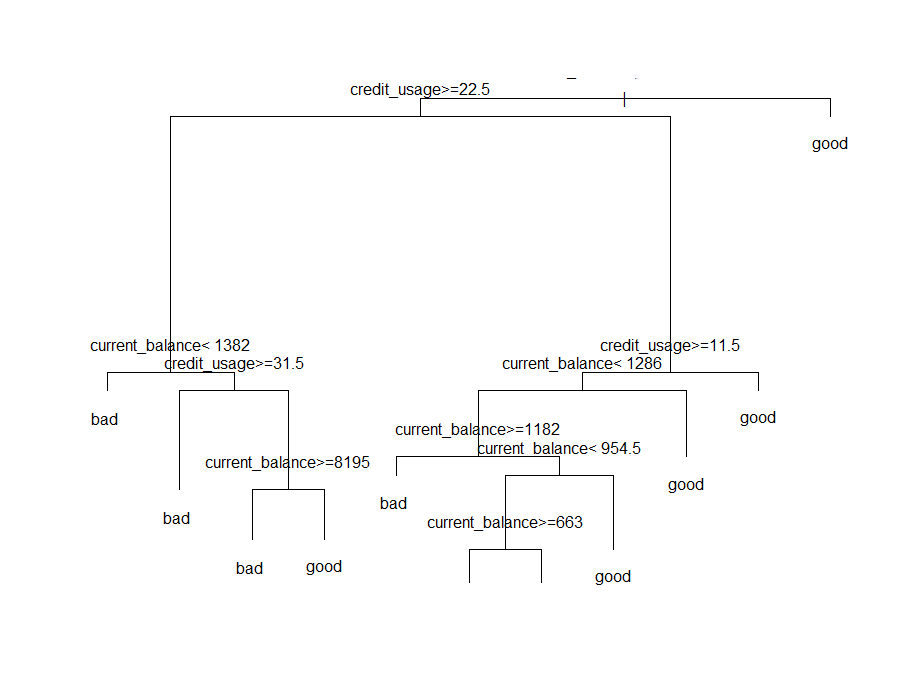 credit_usage>=22.5
good
current_balance< 1382
credit_usage>=11.5
credit_usage>=31.5
current_balance< 1286
bad
good
current_balance>=1182
current_balance< 954.5
current_balance>=8195
good
bad
bad
current_balance>=663
bad
good
good